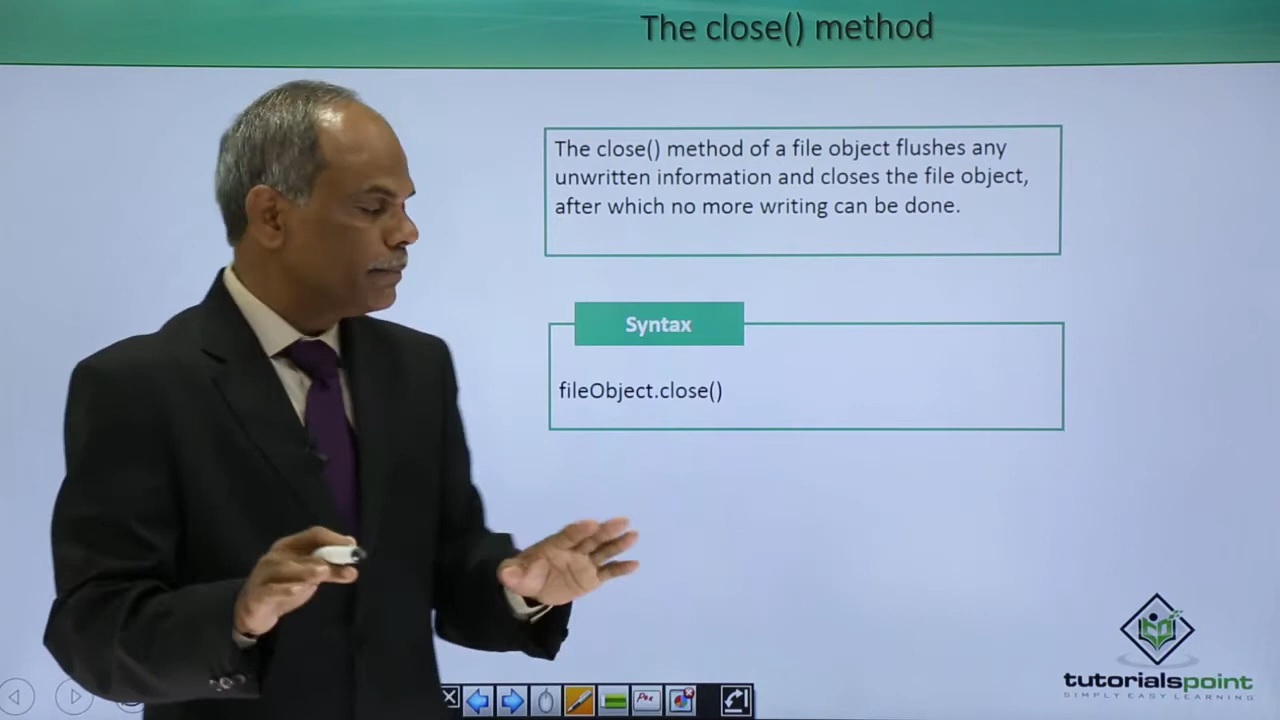 The close() method
The close() method of a file object flushes any
unwritten information and closes the file object,
after which no more writing can be done.
Syntax
fileObject.close()
tutorialspoint
SIMPLY EASY LEARNING